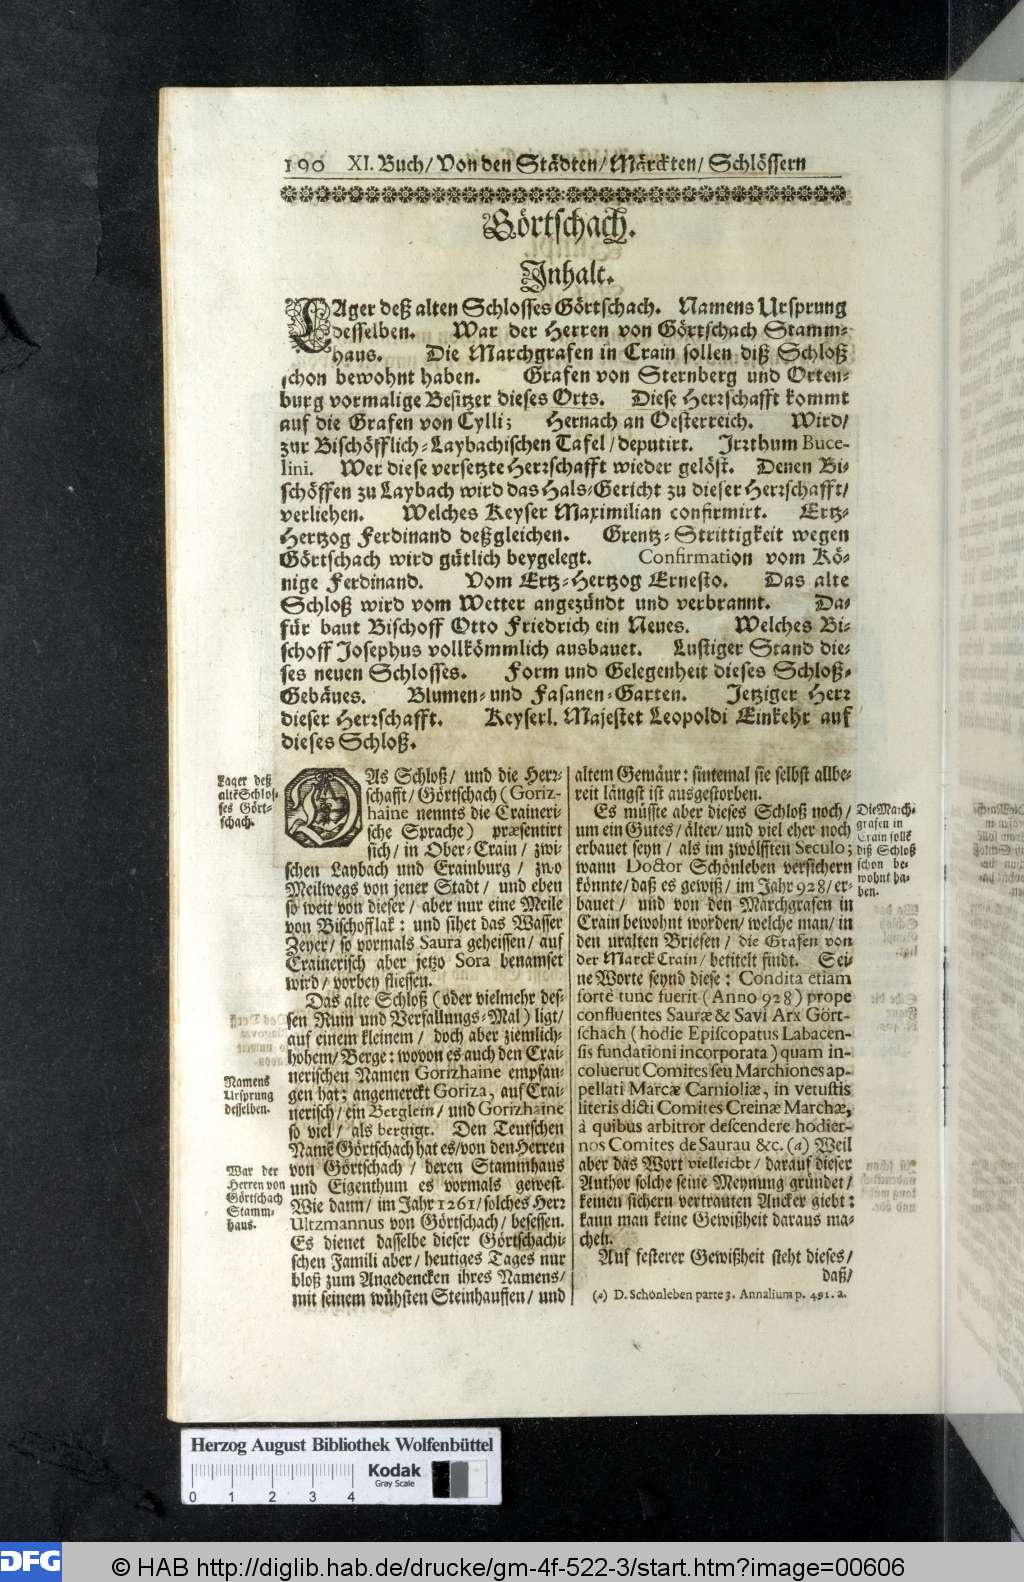 190 XI. Buch/ Von den Städten/ Märckten/ Schlössern
Görtschach.
Inhalt.
LAger deß alten Schlosses Görtschach. Namens Ursprung
desselben. War der Herren von Görtschach Stamm-
haus. Die Marchgrafen in Crain sollen diß Schloß
schon bewohnt haben. Grafen von Sternberg und Orten-
burg vormalige Besitzer dieses Orts. Diese Herrschafft kommt
auf die Grafen von Cylli; Hernach an Oesterreich. Wird/
zur Bischöfflich-Laybachischen Tafel/ deputirt. Irrthum Buce-
lini. Wer diese versetzte Herrschafft wieder gelöst. Denen Bi-
schöffen zu Laybach wird das Hals-Gericht zu dieser Herrschafft/
verliehen. Welches Keyser Maximilian confirmirt. Ertz-
Hertzog Ferdinand deßgleichen. Grentz-Strittigkeit wegen
Görtschach wird gütlich beygelegt. Confirmation vom Kö-
nige Ferdinand. Vom Ertz-Hertzog Ernesto. Das alte
Schloß wird vom Wetter angezündt und verbrannt. Da-
für baut Bischoff Otto Friedrich ein Neues. Welches Bi-
schoff Josephus vollkömmlich ausbauet. Lustiger Stand die-
ses neuen Schlosses. Form und Gelegenheit dieses Schloß-
Gebäues. Blumen- und Fasanen-Garten. Jetziger Herr
dieser Herrschafft. Keyserl. Majestet Leopoldi Einkehr auf
dieses Schloß.
Lager deß
altẽ Schlos-
ses Gört-
schach.
DAs Schloß/ und die Herr-
schafft/ Görtschach (Goriz-
haine nennts die Craineri-
sche Sprache) præsentirt
sich/ in Ober-Crain/ zwi-
schen Laybach und Crainburg/ zwo
Meilwegs von jener Stadt/ und eben
so weit von dieser/ aber nur eine Meile
von Bischofflak: und sihet das Wasser
Zeyer/ so vormals Saura geheissen/ auf
Crainerisch aber jetzo Sora benamset
wird/ vorbey fliessen.
Das alte Schloß (oder vielmehr des-
sen Ruin und Verfallungs-Mal) ligt/
auf einem kleinem/ doch aber ziemlich-
hohem/ Berge: wovon es auch den Crai-
nerischen Namen Gorizhaine empfan-
gen hat; angemerckt Goriza, auf Crai-
nerisch/ ein Berglein/ und Gorizhaine
so viel/ als bergigt. Den Teutschen
Namẽ Görtschach hat es/ von den Herren
von Görtschach/ deren Stammhaus
und Eigenthum es vormals gewest.
Wie dann/ im Jahr 1261/ solches Herr
Ultzmannus von Görtschach/ besessen.
Es dienet dasselbe dieser Görtschachi-
schen Famili aber/ heutiges Tages nur
bloß zum Angedencken ihres Namens/
mit seinem wühsten Steinhauffen/ und
Namens
Ursprung
desselben.
War der
Herren von
Görtschach
Stamm-
haus.
altem Gemäur: sintemal sie selbst allbe-
reit längst ist ausgestorben.
Es müsste aber dieses Schloß noch/
um ein Gutes/ älter/ und viel eher noch
erbauet seyn/ als im zwölfften Seculo;
wann Doctor Schönleben versichern
könnte/ daß es gewiß/ im Jahr 928/ er-
bauet/ und von den Marchgrafen in
Crain bewohnt worden/ welche man/ in
den uralten Briefen/ die Grafen von
der Marck Crain/ betitelt findt. Sei-
ne Worte seynd diese: Condita etiam
forte tunc fuerit (Anno 928) prope
confluentes Sauræ & Savi Arx Gört-
schach (hodie Episcopatus Labacen-
sis fundationi incorporata) quam in-
coluerut Comites seu Marchiones ap-
pellati Marcæ Carnioliæ, in vetustis
literis dicti Comites Creinæ Marchæ,
à quibus arbitror descendere hodier-
nos Comites de Saurau &c. (a) Weil
aber das Wort vielleicht/ darauf dieser
Author solche seine Meynung gründet/
keinen sichern vertrauten Ancker giebt:
kann man keine Gewißheit daraus ma-
chen.
Auf festerer Gewißheit steht dieses/
daß/
Die March-
grafen in
Crain solle
diß Schloß
schon be-
wohnt ha-
ben.
(a) D. Schönleben parte 3. Annalium p. 491. a.
Herzog August Bibliothek Wolfenbüttel
0 1 2 3 4
Kodak
Gray Scale
DFG
© HAB http://diglib.hab.de/drucke/gm-4f-522-3/start.htm?image=00606